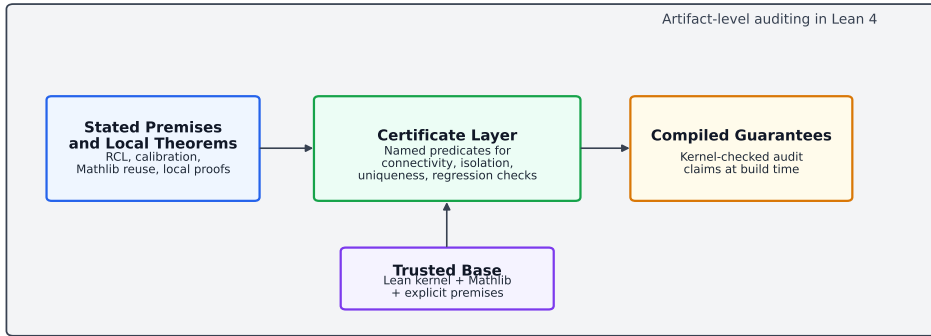 Artifact-level auditing in Lean 4
Stated Premises
and Local Theorems
RCL, calibration,
Mathlib reuse, local proofs
Certificate Layer
Named predicates for
connectivity, isolation,
uniqueness, regression checks
Compiled Guarantees
Kernel-checked audit
claims at build time
Trusted Base
Lean kernel + Mathlib
+ explicit premises